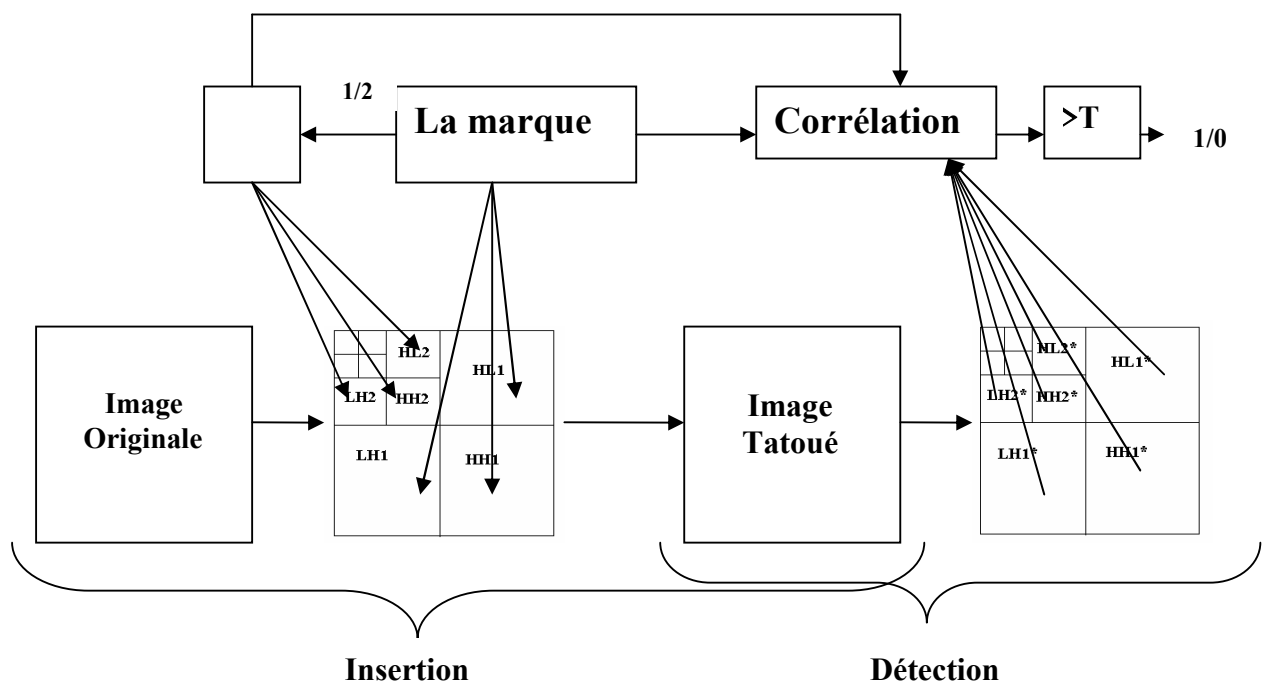 1/2
La marque
Corrélation
>T
1/0
Image
Originale
HL2
HL1
LH2
HH2
LH1
HH1
Image
Tatoué
HL2*
HL1*
LH2*
HH2*
LH1*
HH1*
Insertion
Détection